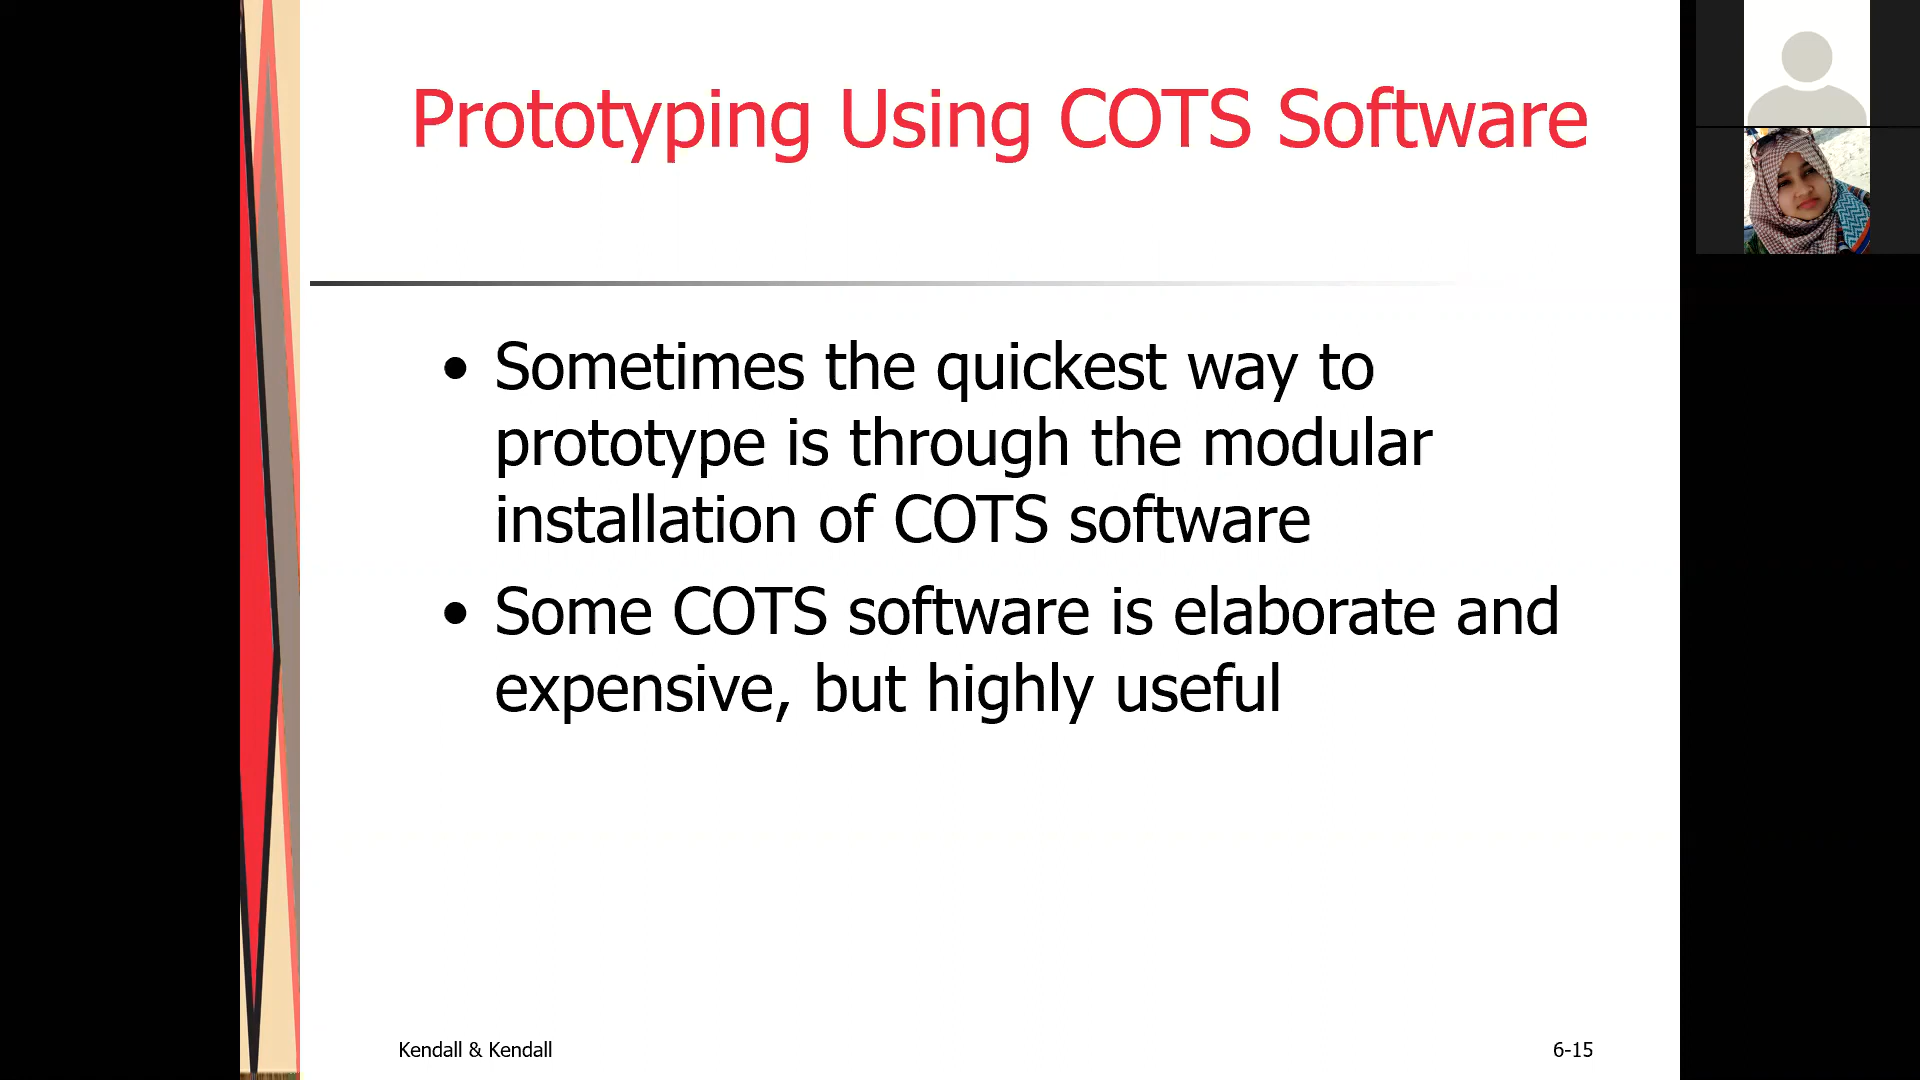 Prototyping Using COTS Software
• Sometimes the quickest way to
prototype is through the modular
installation of COTS software
• Some COTS software is elaborate and
expensive, but highly useful
Kendall & Kendall
6-15